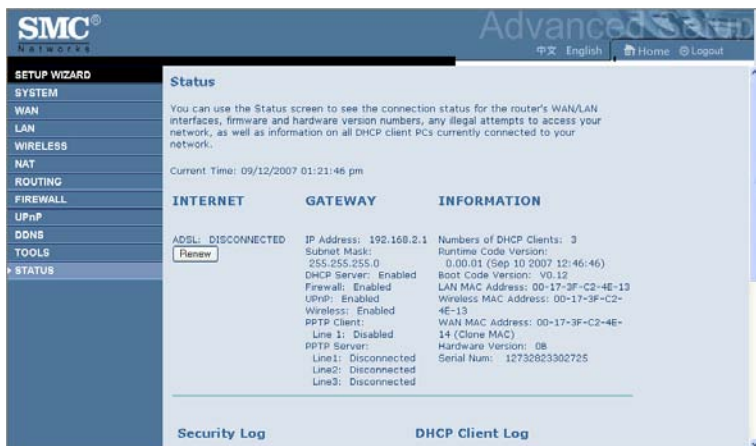 SMC®
Networks
Advanced Setup
中文 English Home Logout
SETUP WIZARD
SYSTEM
WAN
LAN
WIRELESS
NAT
ROUTING
FIREWALL
UPnP
DDNS
TOOLS
STATUS
Status
You can use the Status screen to see the connection status for the router's WAN/LAN
interfaces, firmware and hardware version numbers, any illegal attempts to access your
network, as well as information on all DHCP client PCs currently connected to your
network.
Current Time: 09/12/2007 01:21:46 pm
INTERNET
ADSL: DISCONNECTED
Renew
GATEWAY
IP Address: 192.168.2.1
Subnet Mask:
255.255.255.0
DHCP Server: Enabled
Firewall: Enabled
UPnP: Enabled
Wireless: Enabled
PPTP Client:
Line 1: Disabled
PPTP Server:
Line1: Disconnected
Line2: Disconnected
Line3: Disconnected
INFORMATION
Numbers of DHCP Clients: 3
Runtime Code Version:
0.00.01 (Sep 10 2007 12:46:46)
Boot Code Version: V0.12
LAN MAC Address: 00-17-3F-C2-4E-13
Wireless MAC Address: 00-17-3F-C2-
4E-13
WAN MAC Address: 00-17-3F-C2-4E-
14 (Clone MAC)
Hardware Version: 0B
Serial Num: 12732823302725
Security Log
DHCP Client Log